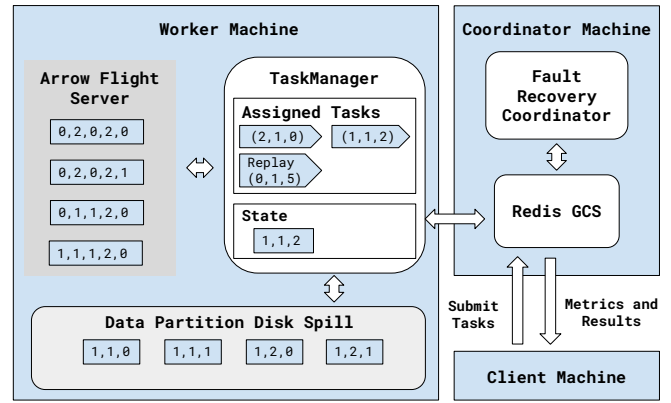 Worker Machine
Arrow Flight
Server
0,2,0,2,0
0,2,0,2,1
0,1,1,2,0
1,1,1,2,0
TaskManager
Assigned Tasks
(2,1,0)
(1,1,2)
Replay
(0,1,5)
State
1,1,2
Data Partition Disk Spill
1,1,0
1,1,1
1,2,0
1,2,1
Coordinator Machine
Fault
Recovery
Coordinator
Redis GCS
Submit
Tasks
Metrics and
Results
Client Machine